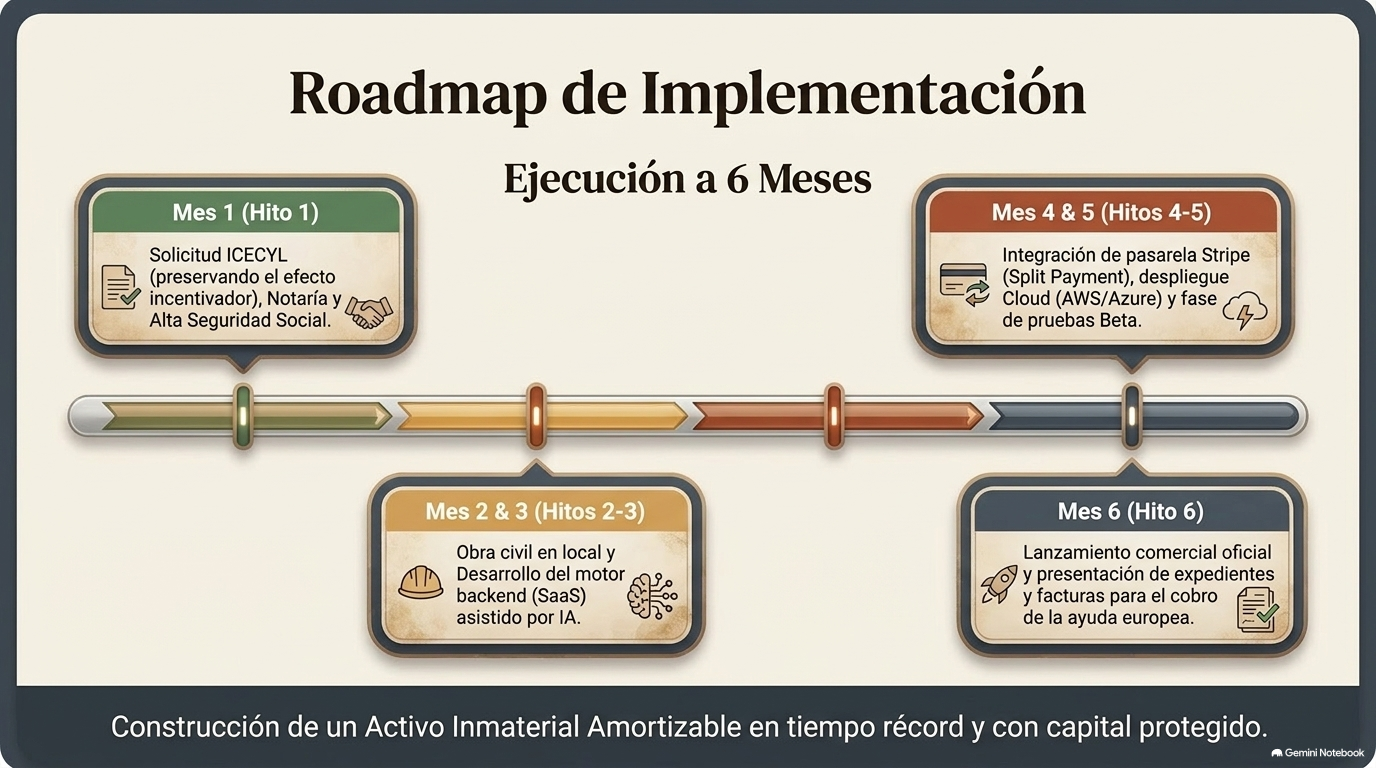 Roadmap de Implementación
Ejecución a 6 Meses
Mes 1 (Hito 1)
Solicitud ICECYL
(preservando el efecto
incentivador), Notaría y
Alta Seguridad Social.
Mes 2 & 3 (Hitos 2-3)
Obra civil en local y
Desarrollo del motor
backend (SaaS)
asistido por IA.
Mes 4 & 5 (Hitos 4-5)
Integración de pasarela Stripe
(Split Payment), despliegue
Cloud (AWS/Azure) y fase
de pruebas Beta.
Mes 6 (Hito 6)
Lanzamiento comercial oficial
y presentación de expedientes
y facturas para el cobro
de la ayuda europea.
Construcción de un Activo Inmaterial Amortizable en tiempo récord y con capital protegido.
Gemini Notebook